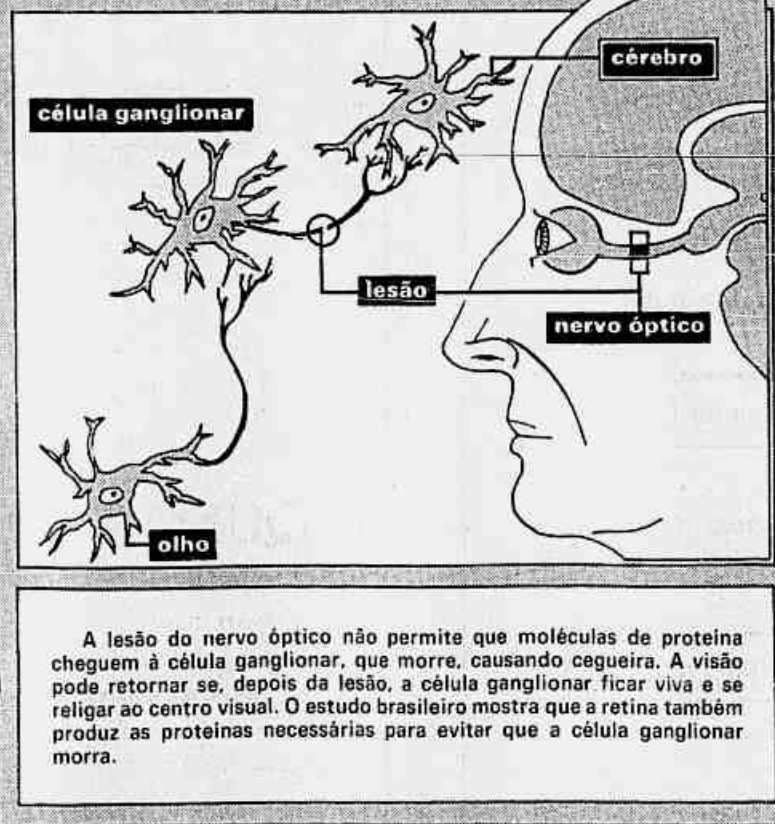 cérebro
célula ganglionar
lesão
nervo óptico
olho
A lesão do nervo óptico não permite que moléculas de proteína
cheguem à célula ganglionar, que morre, causando cegueira. A visão
pode retornar se, depois da lesão, a célula ganglionar ficar viva e se
religar ao centro visual. O estudo brasileiro mostra que a retina também
produz as proteínas necessárias para evitar que a célula ganglionar
morra.